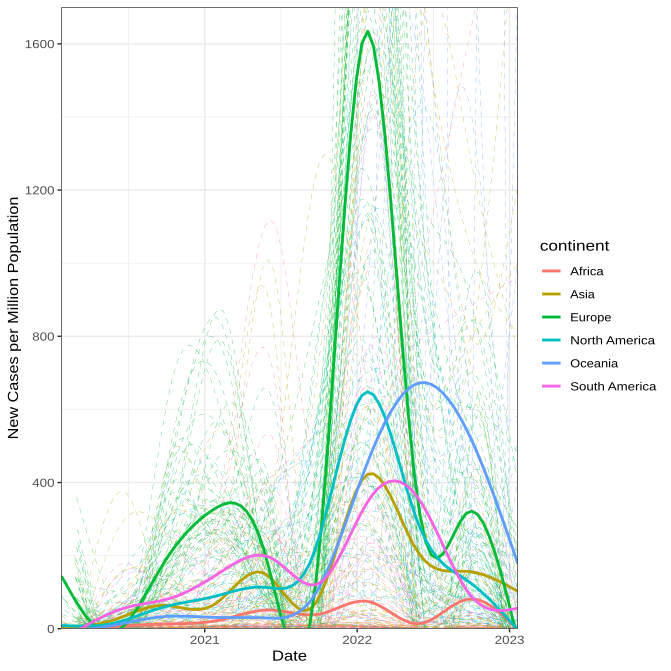 1600
1200
800
400
0
New Cases per Million Population
2021
2022
2023
Date
continent
Africa
Asia
Europe
North America
Oceania
South America